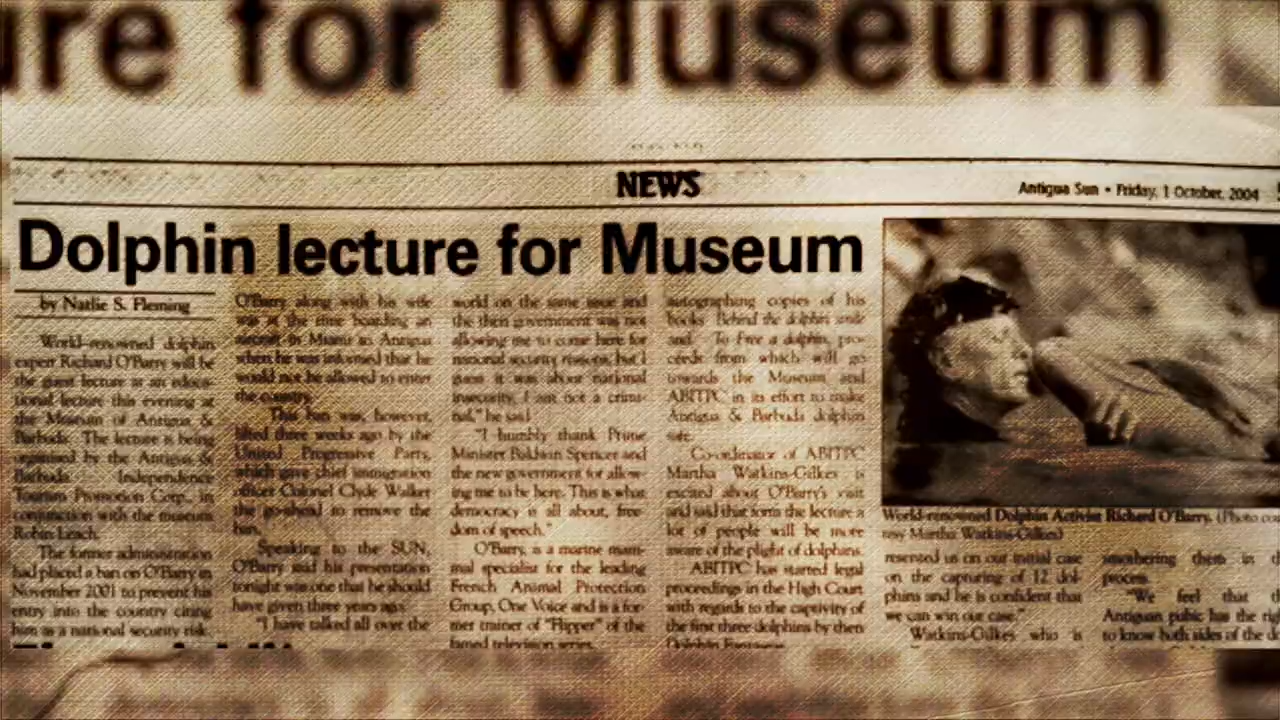 re for Museum
NEWS
Antigua Sun • Friday, 1 October, 2004
Dolphin lecture for Museum
by Natlie S. Fleming
World-renowned dolphin
expert Richard O'Barry will be
the guest lecture at an educa-
tional lecture this evening at
the Museum of Antigua &
Barbuda. The lecture is being
organised by the Antigua &
Barbuda Independence
Tourism Promotion Corp., in
conjunction with the museum
Robin Leach.
The former administration
had placed a ban on O'Barry in
November 2001 to prevent his
entry into the country citing
him as a national security risk.
O'Barry along with his wife
was at the time boarding an
aircraft in Miami to Antigua
when he was informed that he
would not be allowed to enter
the country.
This ban was, however,
lifted three weeks ago by the
United Progressive Party,
which gave chief immigration
officer Colonel Clyde Walker
the go-ahead to remove the
ban.
Speaking to the SUN,
O'Barry said his presentation
tonight was one that he should
have given three years ago.
"I have talked all over the
world on the same issue and
the then government was not
allowing me to come here for
national security reasons, but I
guess it was about national
insecurity, I am not a crimi-
nal," he said.
"I humbly thank Prime
Minister Baldwin Spencer and
the new government for allow-
ing me to be here. This is what
democracy is all about, free-
dom of speech."
O'Barry, is a marine mam-
mal specialist for the leading
French Animal Protection
Group, One Voice and is a for-
mer trainer of "Flipper" of the
famed television series.
autographing copies of his
books Behind the dolphin smile
and To Free a dolphin, pro-
ceeds from which will go
towards the Museum and
ABITPC in its effort to make
Antigua & Barbuda dolphin
safe.
Co-ordinator of ABITPC
Martha Watkins-Gilkes is
excited about O'Barry's visit
and said that from the lecture a
lot of people will be more
aware of the plight of dolphins.
ABITPC has started legal
proceedings in the High Court
with regards to the captivity of
the first three dolphins by then
Dolphin Fantaseas
World-renowned Dolphin Activist Richard O'Barry. (Photo
Martha Watkins-Gilkes)
resented us on our initial case
on the capturing of 12 dol-
phins and he is confident that
we can win our case."
Watkins-Gilkes who is
smothering them in
process.
"We feel that
Antiguan public has the
to know both sides of the